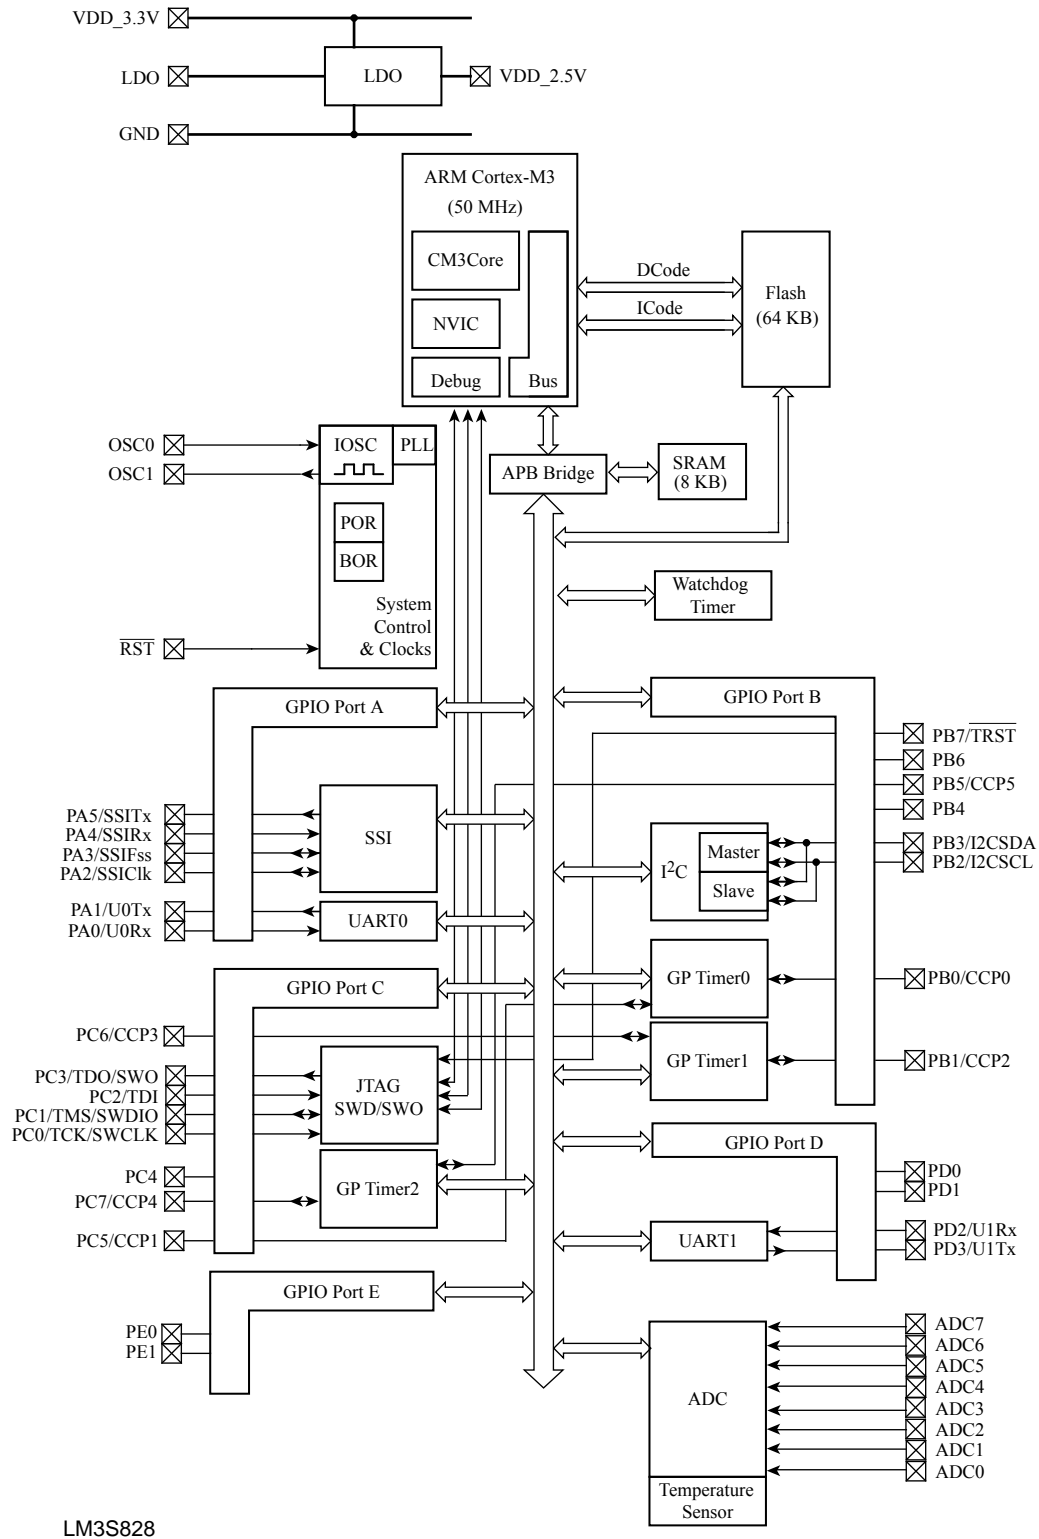 VDD_3.3V
LDO
LDO
VDD_2.5V
GND
ARM Cortex-M3
(50 MHz)
CM3Core
NVIC
Debug
Bus
DCode
ICode
Flash
(64 KB)
OSC0
OSC1
IOSC
PLL
POR
BOR
System
Control
& Clocks
RST
APB Bridge
SRAM
(8 KB)
Watchdog
Timer
GPIO Port A
PA5/SSITx
PA4/SSIRx
PA3/SSIFss
PA2/SSIClk
SSI
PA1/U0Tx
PA0/U0Rx
UART0
GPIO Port B
PB7/TRST
PB6
PB5/CCP5
PB4
PB3/I2CSDA
PB2/I2CSCL
I²C
Master
Slave
GP Timer0
PB0/CCP0
GP Timer1
PB1/CCP2
GPIO Port C
PC6/CCP3
PC3/TDO/SWO
PC2/TDI
PC1/TMS/SWDIO
PC0/TCK/SWCLK
JTAG
SWD/SWO
PC4
PC7/CCP4
GP Timer2
PC5/CCP1
GPIO Port D
PD0
PD1
UART1
PD2/U1Rx
PD3/U1Tx
GPIO Port E
PE0
PE1
ADC
Temperature
Sensor
ADC7
ADC6
ADC5
ADC4
ADC3
ADC2
ADC1
ADC0
LM3S828